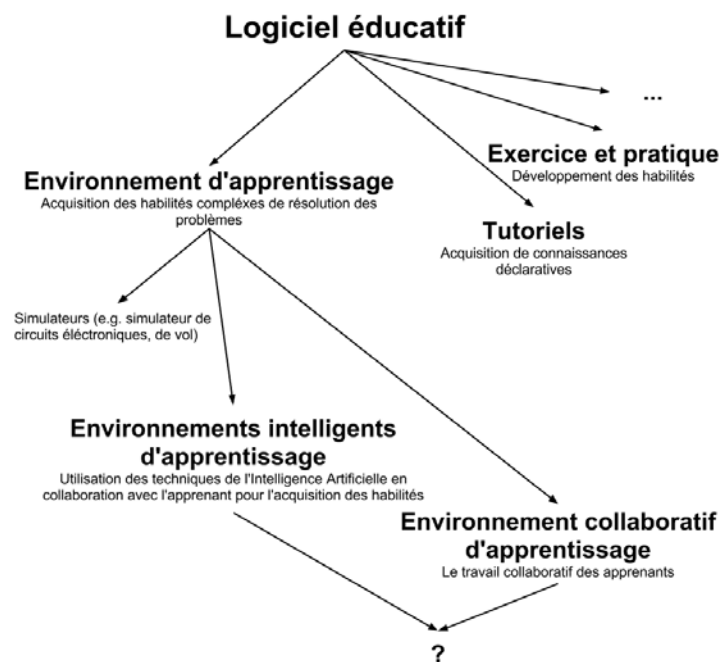 Logiciel éducatif
...
Exercice et pratique
Développement des habilités
Environnement d'apprentissage
Acquisition des habilités compléxes de résolution des
problèmes
Tutoriels
Acquisition de connaissances
déclaratives
Simulateurs (e.g. simulateur de
circuits éléctroniques, de vol)
Environnements intelligents
d'apprentissage
Utilisation des techniques de l'Intelligence Artificielle en
collaboration avec l'apprenant pour l'acquisition des habilités
Environnement collaboratif
d'apprentissage
Le travail collaboratif des apprenants
?